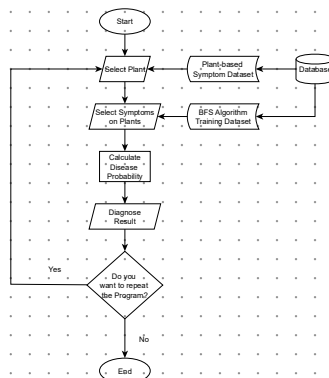 Start
Select Plant
Plant-based
Symptom Dataset
Database
Select Symptoms
on Plants
BFS Algorithm
Training Dataset
Calculate
Disease
Probability
Diagnose
Result
Yes
Do you
want to repeat
the Program?
No
End